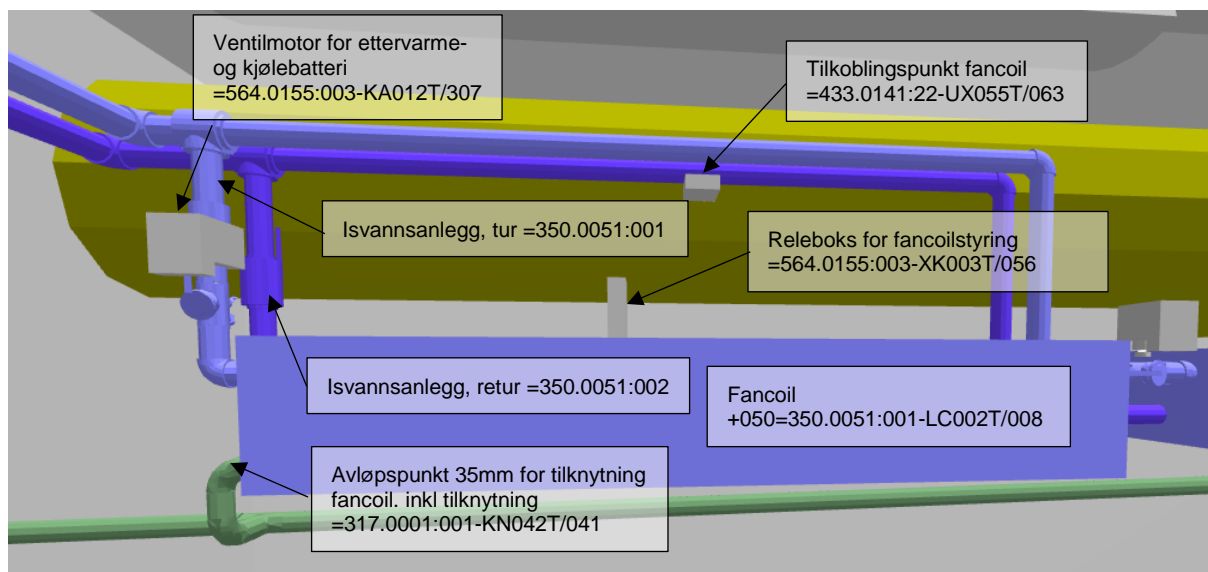 Ventilmotor for ettervarme-
og kjølebatteri
=564.0155:003-KA012T/307
Tilkoblingspunkt fancoil
=433.0141:22-UX055T/063
Isvannsanlegg, tur =350.0051:001
Releboks for fancoilstyring
=564.0155:003-XK003T/056
Isvannsanlegg, retur =350.0051:002
Fancoil
+050=350.0051:001-LC002T/008
Avløpspunkt 35mm for tilknytning
fancoil. inkl tilknytning
=317.0001:001-KN042T/041